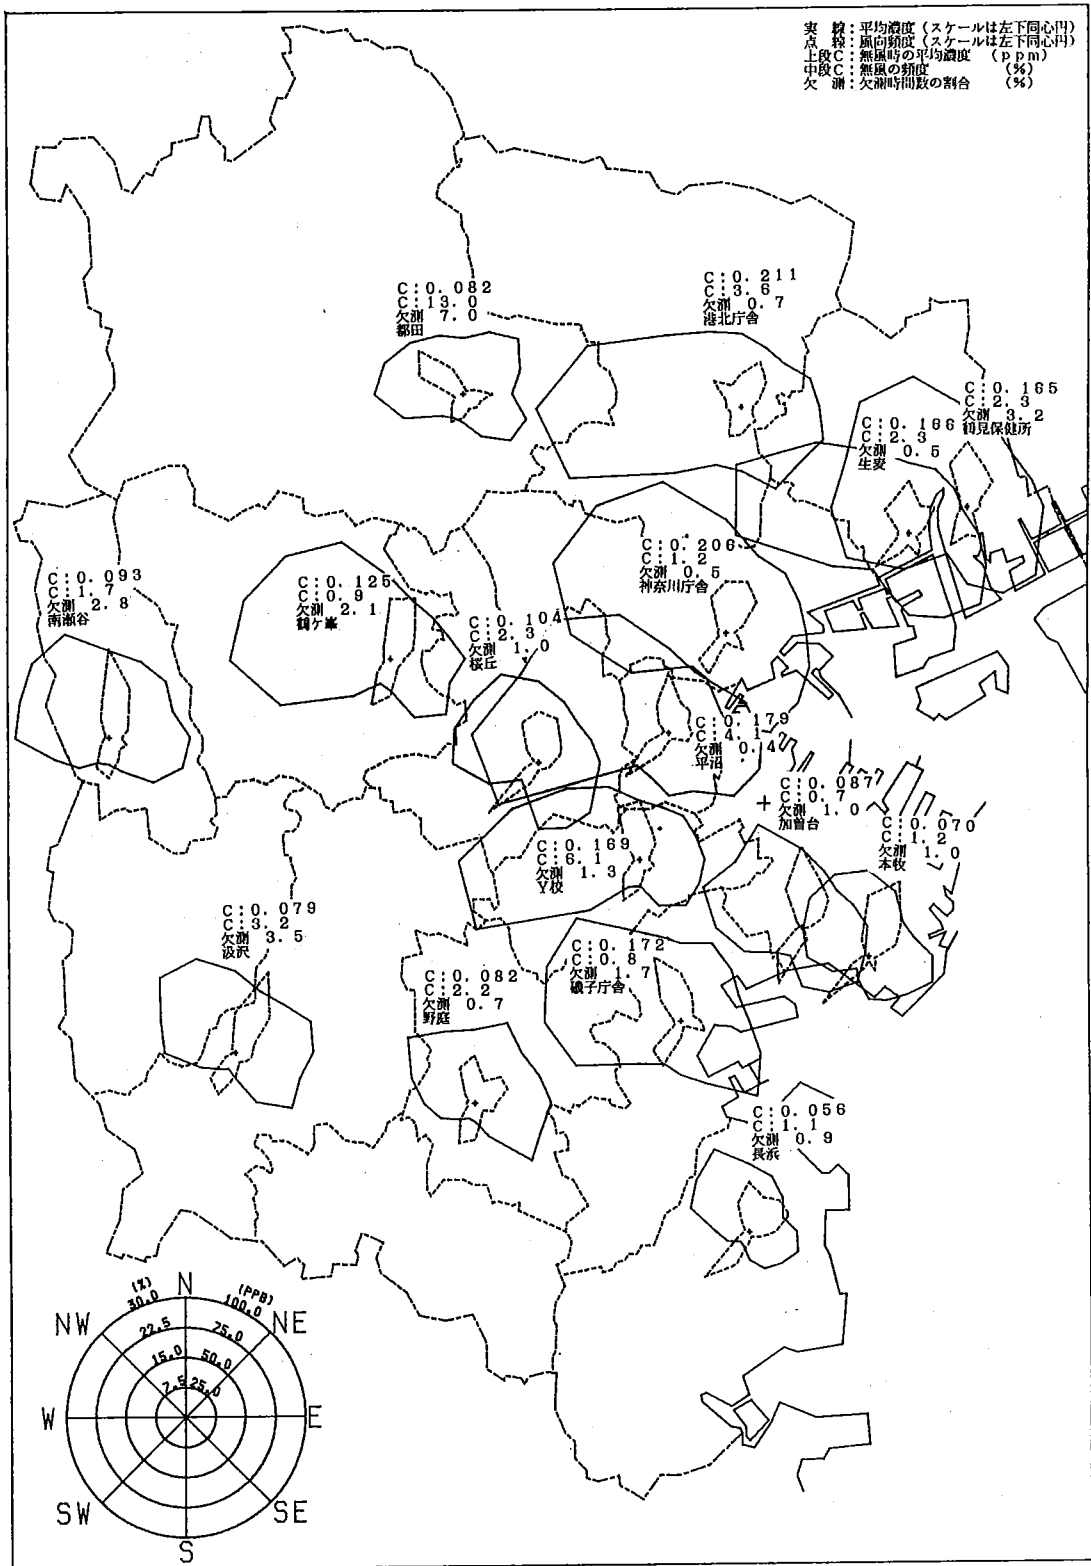 実 線:平均濃度(スケールは左下同心円)
点 線:風向頻度(スケールは左下同心円)
上段C:無風時の平均濃度 (ppm)
中段C:無風の頻度 (%)
欠 測:欠測時間数の割合 (%)
C:0.082
C:13.0
欠測 7.0
都田
C:0.211
C:3.6
欠測 0.7
港北庁舎
C:0.165
C:2.3
欠測 3.2
鶴見保健所
C:0.166
C:2.3
欠測 0.5
生麦
C:0.206
C:1.2
欠測 0.5
神奈川庁舎
C:0.093
C:1.7
欠測 2.8
南瀬谷
C:0.125
C:0.9
欠測 2.1
鶴ケ峯
C:0.104
C:2.3
欠測 1.0
桜丘
C:0.179
C:4.1
欠測 0.4
平沼
C:0.087
C:0.7
欠測 1.0
加曽台
C:0.070
C:1.2
欠測 1.0
本牧
C:0.169
C:6.1
欠測 1.3
Y校
C:0.079
C:3.2
欠測 3.5
汲沢
C:0.172
C:0.8
欠測 1.7
磯子庁舎
C:0.082
C:2.2
欠測 0.7
野庭
C:0.056
C:1.1
欠測 0.9
長浜
(%) N (PPB)
30.0 100.0
NW NE
22.5 25.0
15.0 50.0
7.5 25.0
W E
SW SE
S